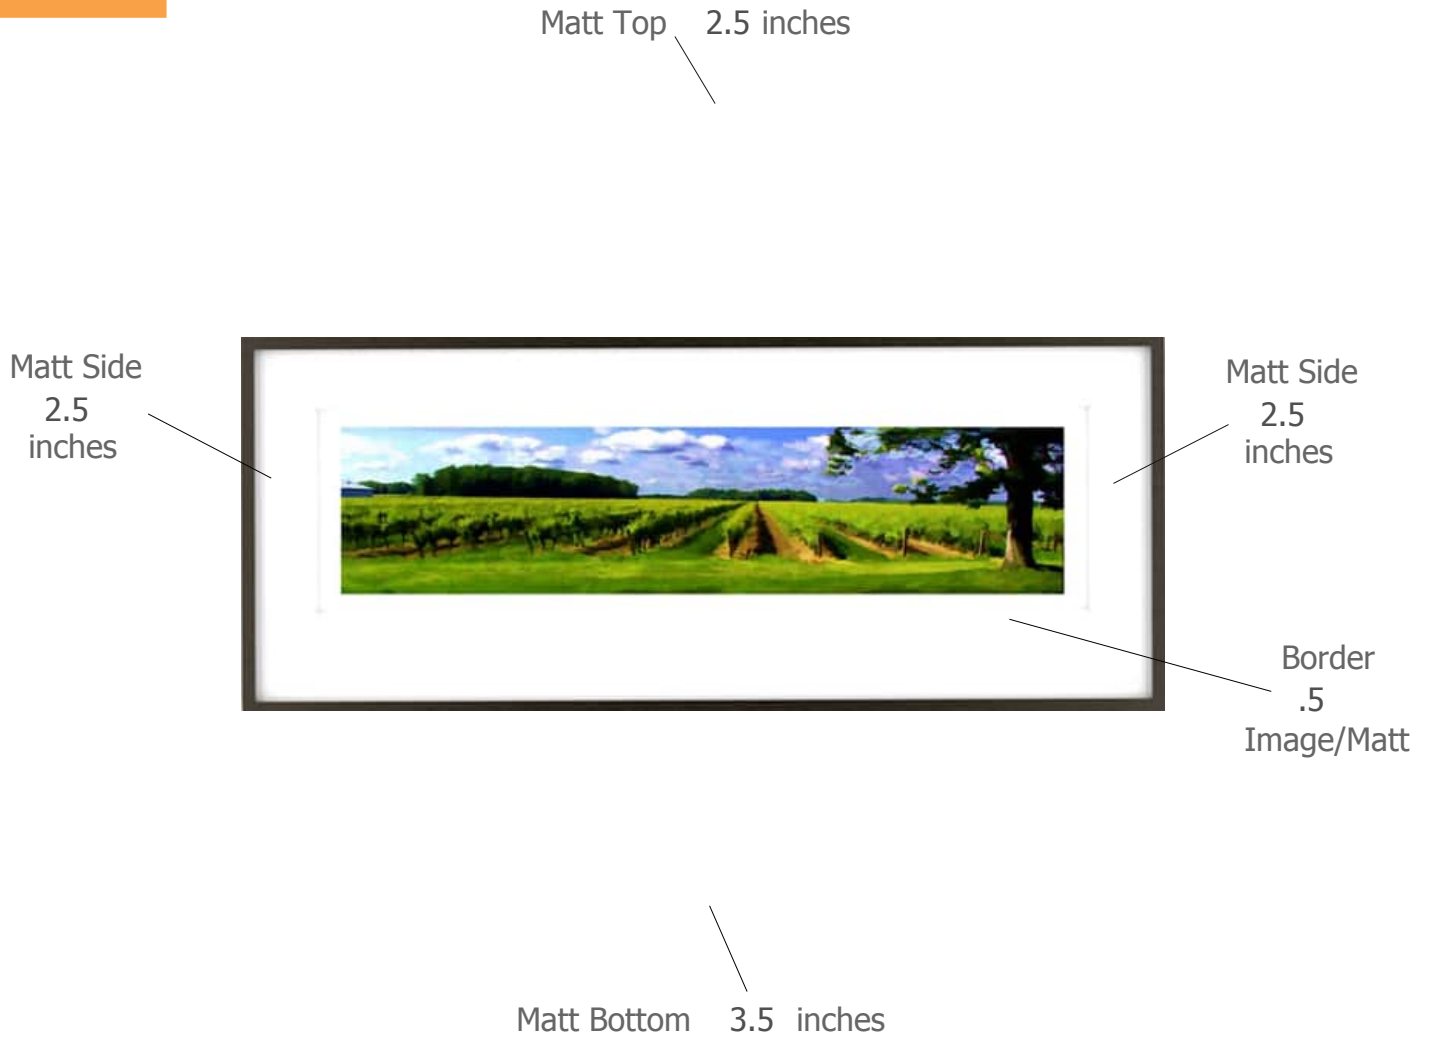 Matt Top 2.5 inches
Matt Side
2.5
inches
Matt Side
2.5
inches
Border
.5
Image/Matt
Matt Bottom 3.5 inches